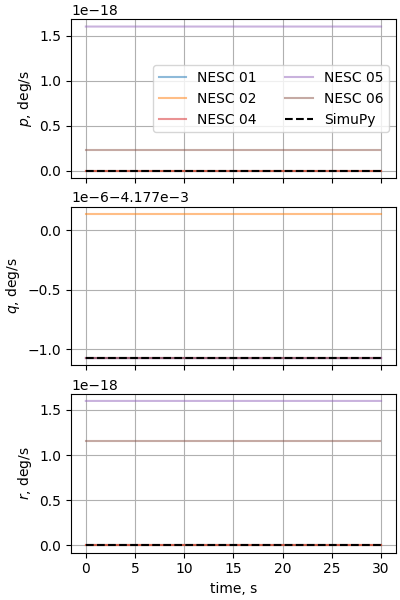 1e−18
1.5
1.0
0.5
0.0
p, deg/s
NESC 01
NESC 02
NESC 04
NESC 05
NESC 06
SimuPy
1e−6−4.177e−3
0.0
−0.5
−1.0
q, deg/s
1e−18
1.5
1.0
0.5
0.0
r, deg/s
0 5 10 15 20 25 30
time, s